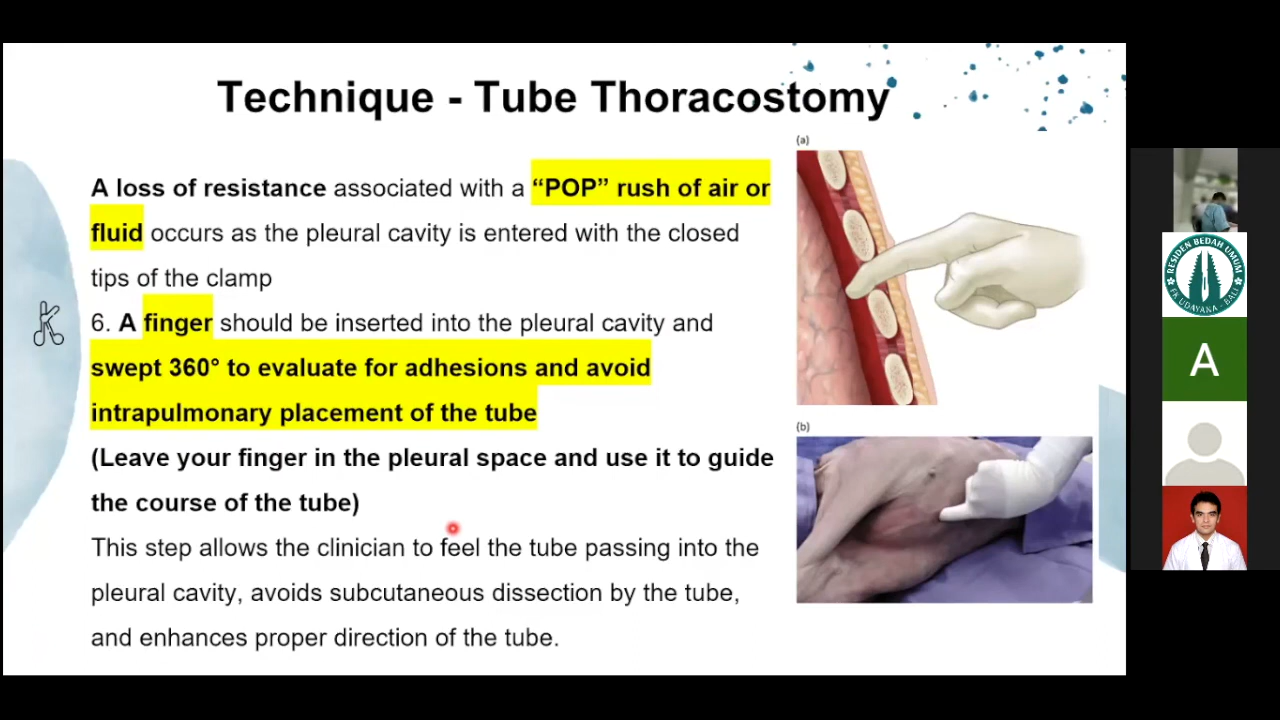 Technique - Tube Thoracostomy
A loss of resistance associated with a “POP” rush of air or
fluid occurs as the pleural cavity is entered with the closed
tips of the clamp
6. A finger should be inserted into the pleural cavity and
swept 360° to evaluate for adhesions and avoid
intrapulmonary placement of the tube
(Leave your finger in the pleural space and use it to guide
the course of the tube)
This step allows the clinician to feel the tube passing into the
pleural cavity, avoids subcutaneous dissection by the tube,
and enhances proper direction of the tube.
(a)
(b)
RESIDEN BEDAH UMUM
FK UDAYANA - BALI
A